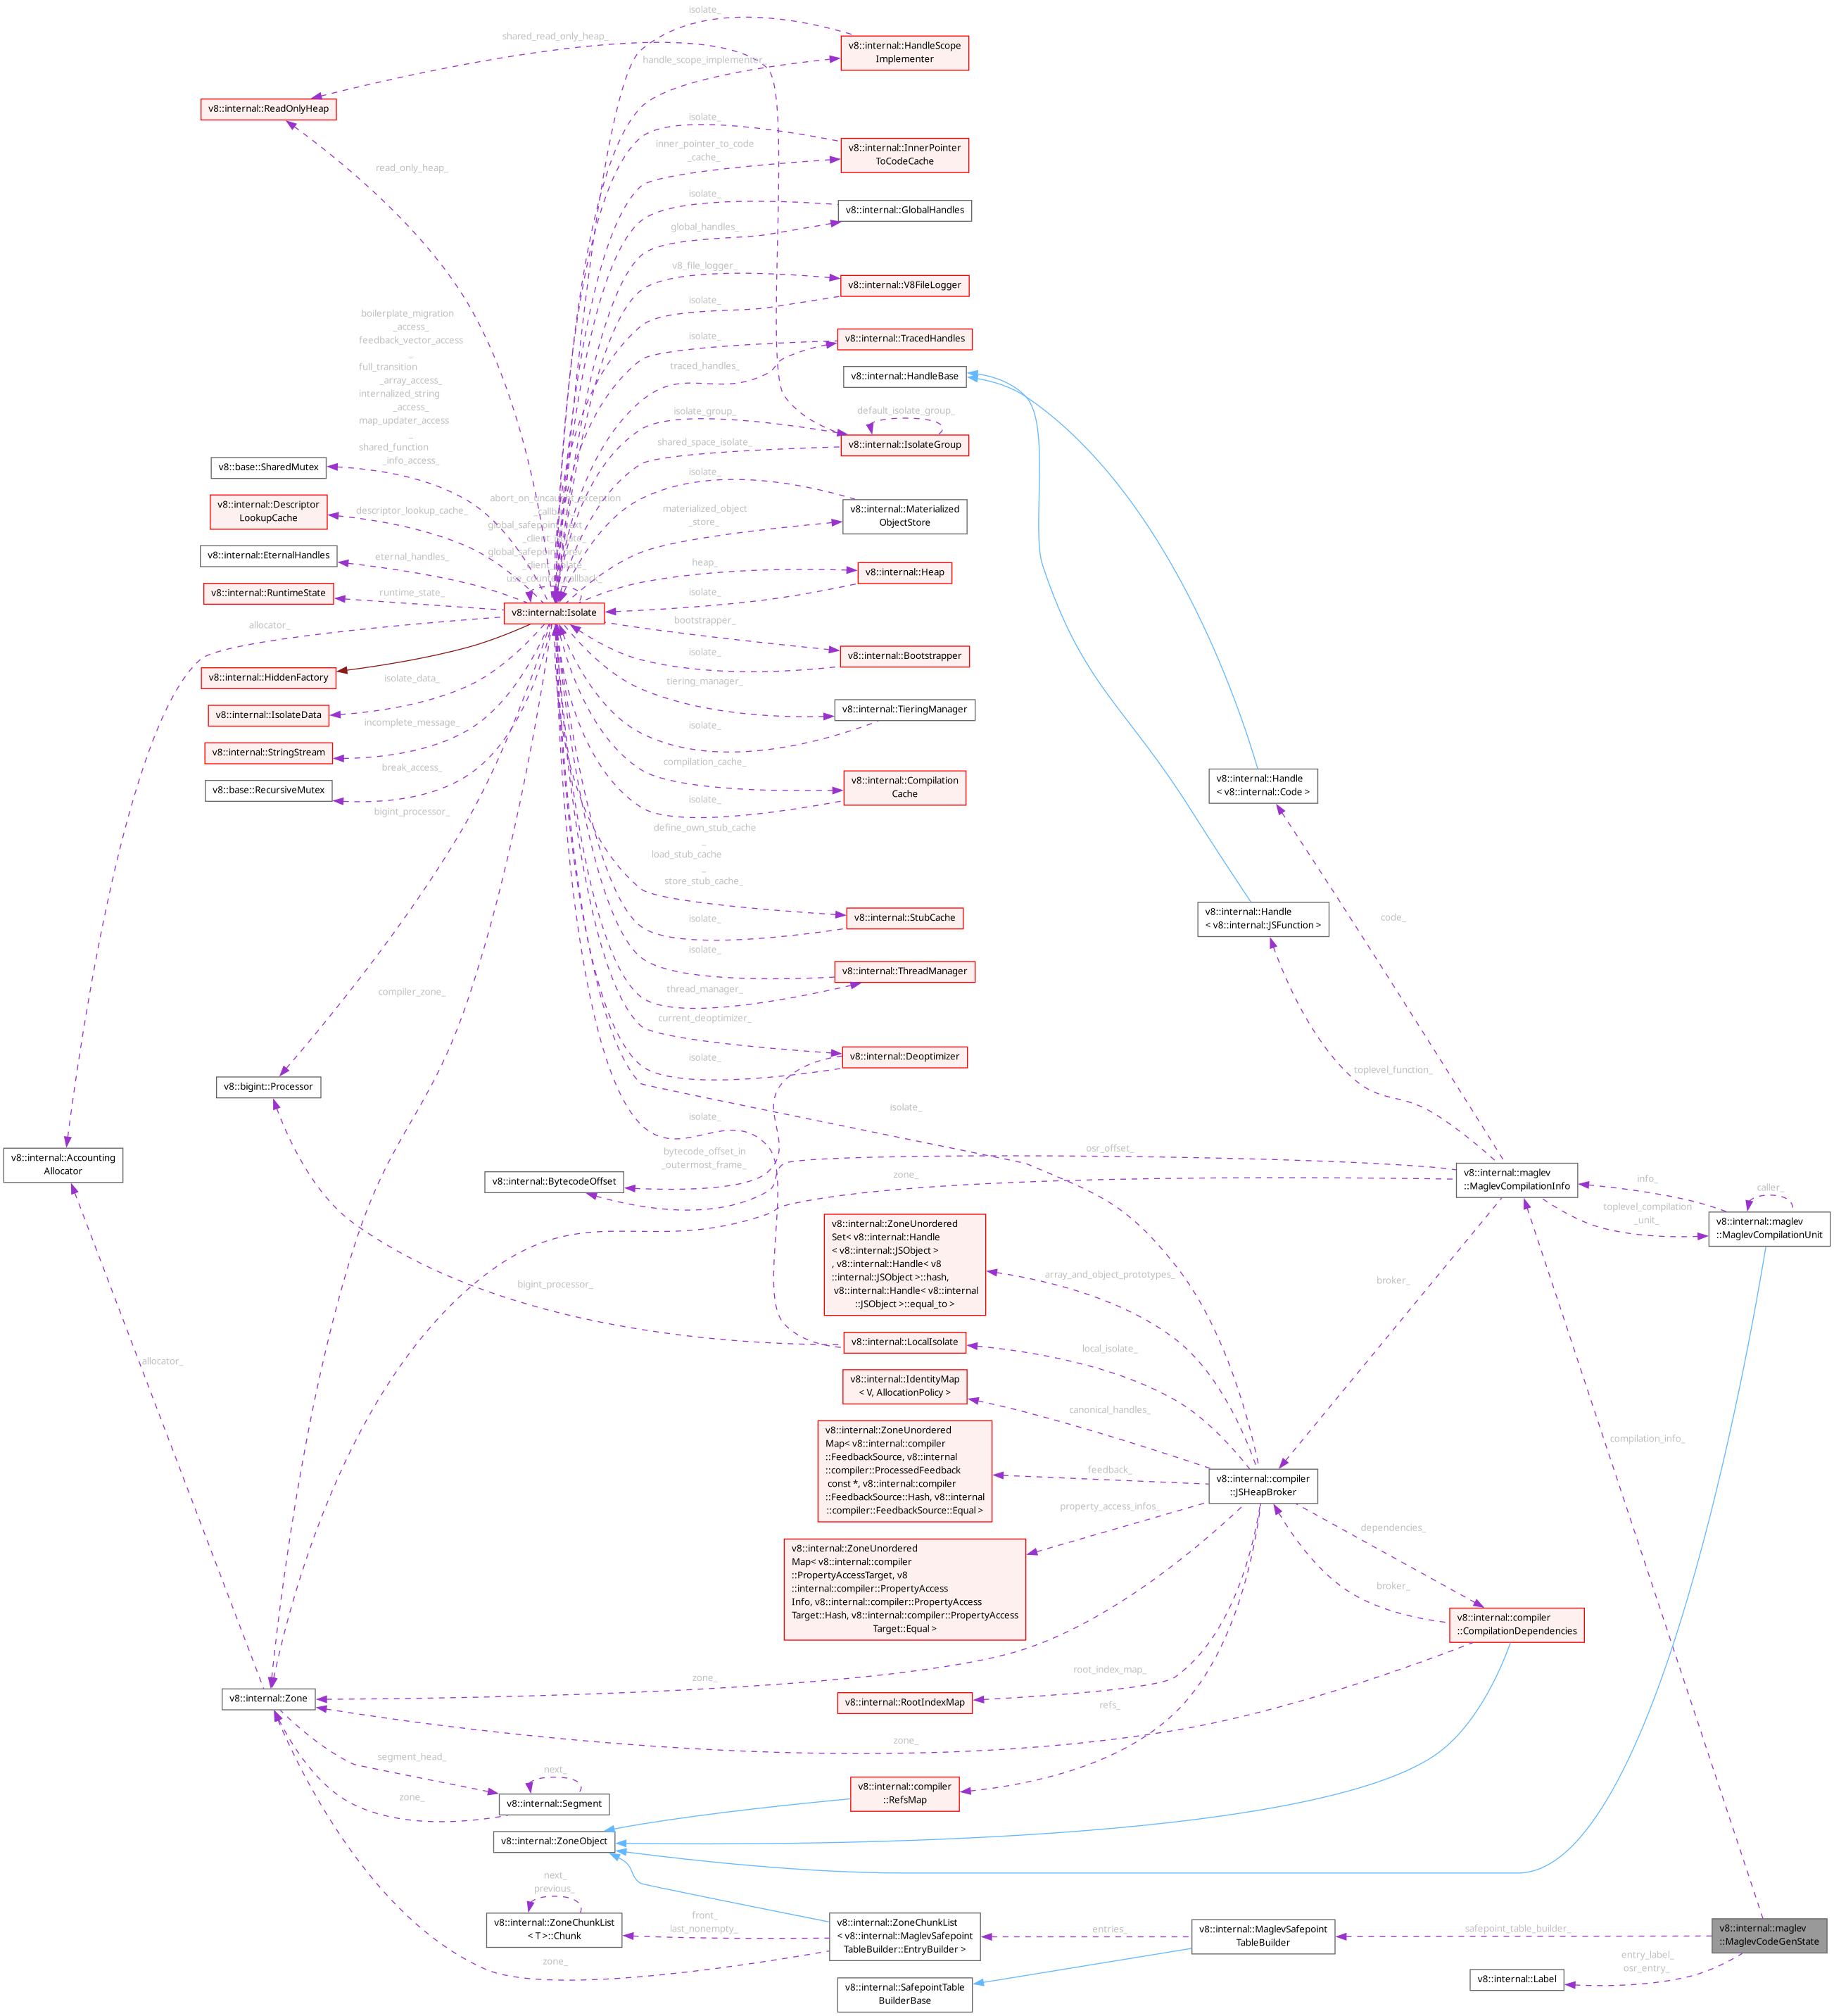 isolate_
v8::internal::HandleScope
Implementer
shared_read_only_heap_
handle_scope_implementer_
v8::internal::ReadOnlyHeap
isolate_
v8::internal::InnerPointer
ToCodeCache
inner_pointer_to_code
_cache_
read_only_heap_
isolate_
v8::internal::GlobalHandles
global_handles_
v8_file_logger_
v8::internal::V8FileLogger
isolate_
boilerplate_migration
_access_
feedback_vector_access
_
full_transition
_array_access_
internalized_string
_access_
map_updater_access
_
shared_function
_info_access_
isolate_
v8::internal::TracedHandles
traced_handles_
v8::internal::HandleBase
isolate_group_
default_isolate_group_
v8::internal::IsolateGroup
shared_space_isolate_
v8::base::SharedMutex
isolate_
v8::internal::Descriptor
LookupCache
descriptor_lookup_cache_
abort_on_uncaught_exception
_callback_
global_safepoint_next
_client_isolate_
global_safepoint_prev
_client_isolate_
use_counter_callback_
materialized_object
_store_
v8::internal::Materialized
ObjectStore
v8::internal::EternalHandles
eternal_handles_
heap_
v8::internal::Heap
isolate_
v8::internal::RuntimeState
runtime_state_
v8::internal::Isolate
allocator_
bootstrapper_
isolate_
v8::internal::Bootstrapper
v8::internal::HiddenFactory
isolate_data_
tiering_manager_
v8::internal::IsolateData
v8::internal::TieringManager
incomplete_message_
isolate_
v8::internal::StringStream
break_access_
compilation_cache_
v8::internal::Compilation
Cache
isolate_
v8::base::RecursiveMutex
v8::internal::Handle
< v8::internal::Code >
bigint_processor_
define_own_stub_cache
_
load_stub_cache
_
store_stub_cache_
v8::internal::StubCache
isolate_
v8::internal::Handle
< v8::internal::JSFunction >
code_
isolate_
v8::internal::ThreadManager
thread_manager_
compiler_zone_
current_deoptimizer_
isolate_
v8::internal::Deoptimizer
toplevel_function_
v8::bigint::Processor
isolate_
isolate_
v8::internal::Accounting
Allocator
bytecode_offset_in
_outermost_frame_
osr_offset_
v8::internal::BytecodeOffset
zone_
v8::internal::maglev
::MaglevCompilationInfo
info_
caller_
toplevel_compilation
_unit_
v8::internal::maglev
::MaglevCompilationUnit
v8::internal::ZoneUnordered
Set< v8::internal::Handle
< v8::internal::JSObject >
, v8::internal::Handle< v8
::internal::JSObject >::hash,
v8::internal::Handle< v8::internal
::JSObject >::equal_to >
array_and_object_prototypes_
broker_
bigint_processor_
v8::internal::LocalIsolate
local_isolate_
allocator_
v8::internal::IdentityMap
< V, AllocationPolicy >
canonical_handles_
v8::internal::ZoneUnordered
Map< v8::internal::compiler
::FeedbackSource, v8::internal
::compiler::ProcessedFeedback
const *, v8::internal::compiler
::FeedbackSource::Hash, v8::internal
::compiler::FeedbackSource::Equal >
feedback_
v8::internal::compiler
::JSHeapBroker
compilation_info_
property_access_infos_
v8::internal::ZoneUnordered
Map< v8::internal::compiler
::PropertyAccessTarget, v8
::internal::compiler::PropertyAccess
Info, v8::internal::compiler::PropertyAccess
Target::Hash, v8::internal::compiler::PropertyAccess
Target::Equal >
dependencies_
broker_
v8::internal::compiler
::CompilationDependencies
zone_
root_index_map_
v8::internal::Zone
v8::internal::RootIndexMap
refs_
zone_
segment_head_
next_
zone_
v8::internal::Segment
v8::internal::compiler
::RefsMap
v8::internal::ZoneObject
next_
previous_
v8::internal::ZoneChunkList
< T >::Chunk
front_
last_nonempty_
v8::internal::ZoneChunkList
< v8::internal::MaglevSafepoint
TableBuilder::EntryBuilder >
entries_
v8::internal::MaglevSafepoint
TableBuilder
safepoint_table_builder_
v8::internal::maglev
::MaglevCodeGenState
zone_
entry_label_
osr_entry_
v8::internal::Label
v8::internal::SafepointTable
BuilderBase